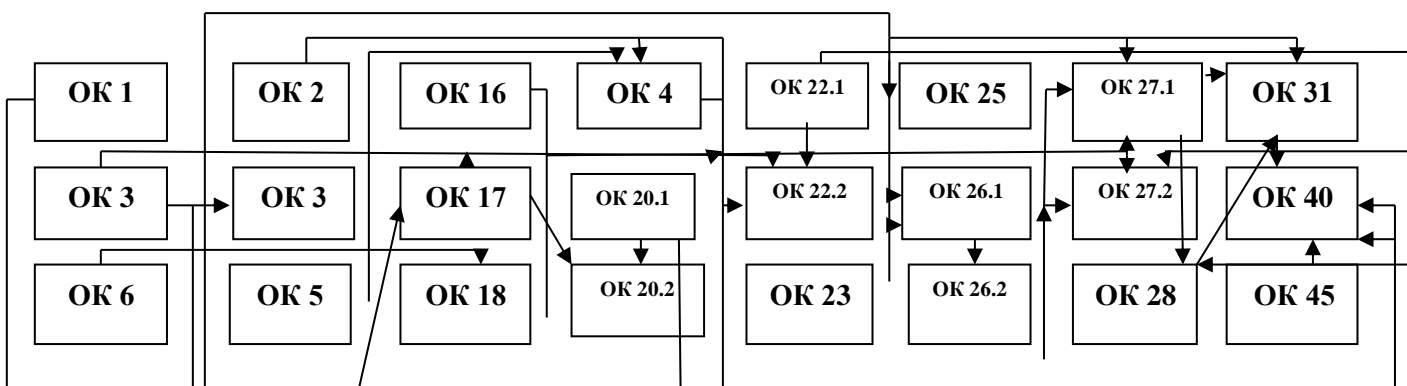 ОК 1
ОК 2
ОК 16
ОК 4
ОК 22.1
ОК 25
ОК 27.1
ОК 31
ОК 3
ОК 3
ОК 17
ОК 20.1
ОК 22.2
ОК 26.1
ОК 27.2
ОК 40
ОК 6
ОК 5
ОК 18
ОК 20.2
ОК 23
ОК 26.2
ОК 28
ОК 45